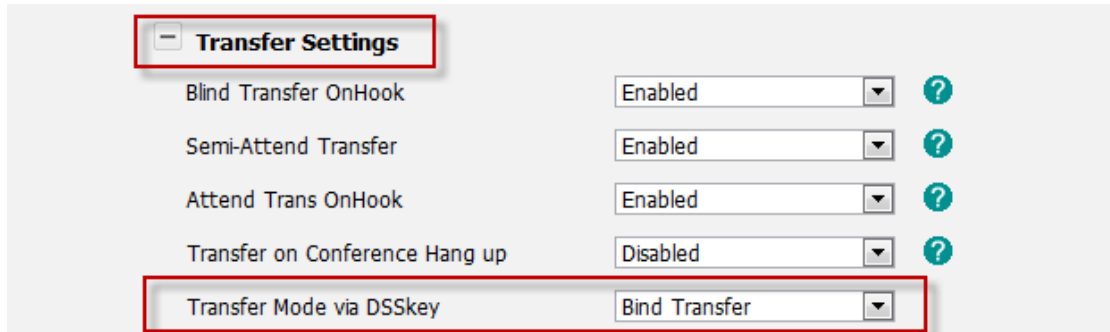 Transfer Settings
Blind Transfer OnHook Enabled ?
Semi-Attend Transfer Enabled ?
Attend Trans OnHook Enabled ?
Transfer on Conference Hang up Disabled ?
Transfer Mode via DSSkey Bind Transfer